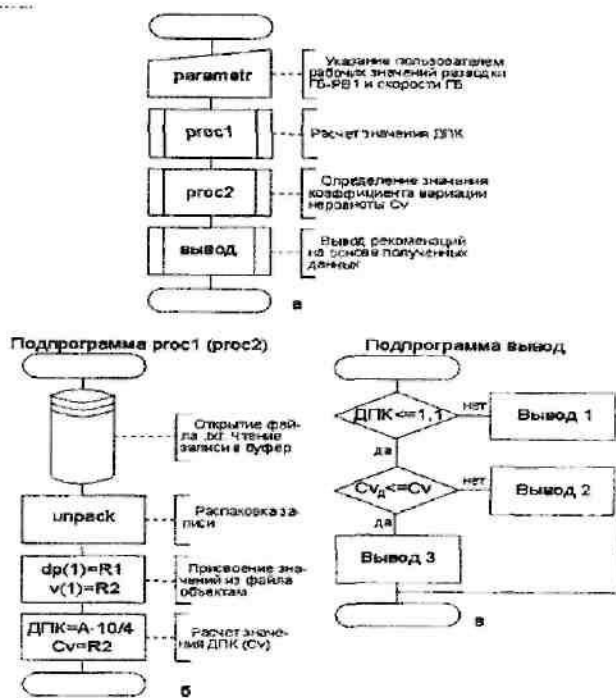 parametr
Указание пользователем
рабочих значений разводки
ГБ-РВ1 и скорости ГБ
proc1
Расчет значения ДПК
proc2
Определение значения
коэффициента вариации
неровноты Cv
вывод
Вывод рекоменаций
на основе полученных
данных
а
Подпрограмма proc1 (proc2)
Открытие фай-
ла .txt. Чтение
записи в буфер
unpack
Распаковка за-
писи
dp(1)=R1
v(1)=R2
Присвоение зна-
чений из файла
объектам
ДПК=А·10/4
Cv=R2
Расчет значе-
ния ДПК (Cv)
б
Подпрограмма вывод
ДПК<=1,1
нет
Вывод 1
да
Cvд<=Cv
нет
Вывод 2
да
Вывод 3
в